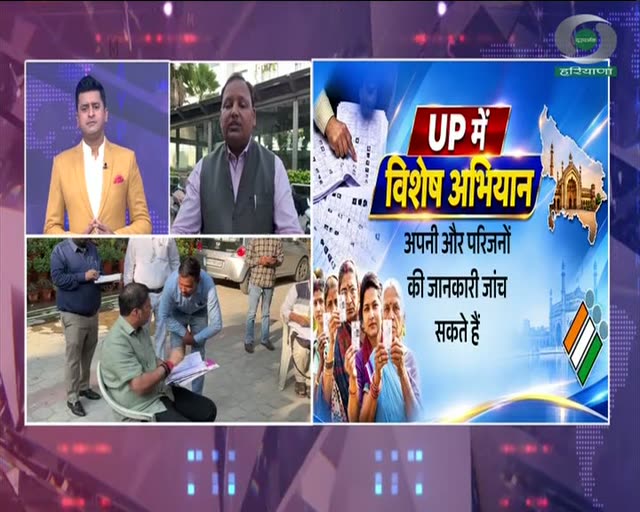 हरियाणा
UP में
विशेष अभियान
अपनी और परिजनों
की जानकारी जांच
सकते हैं